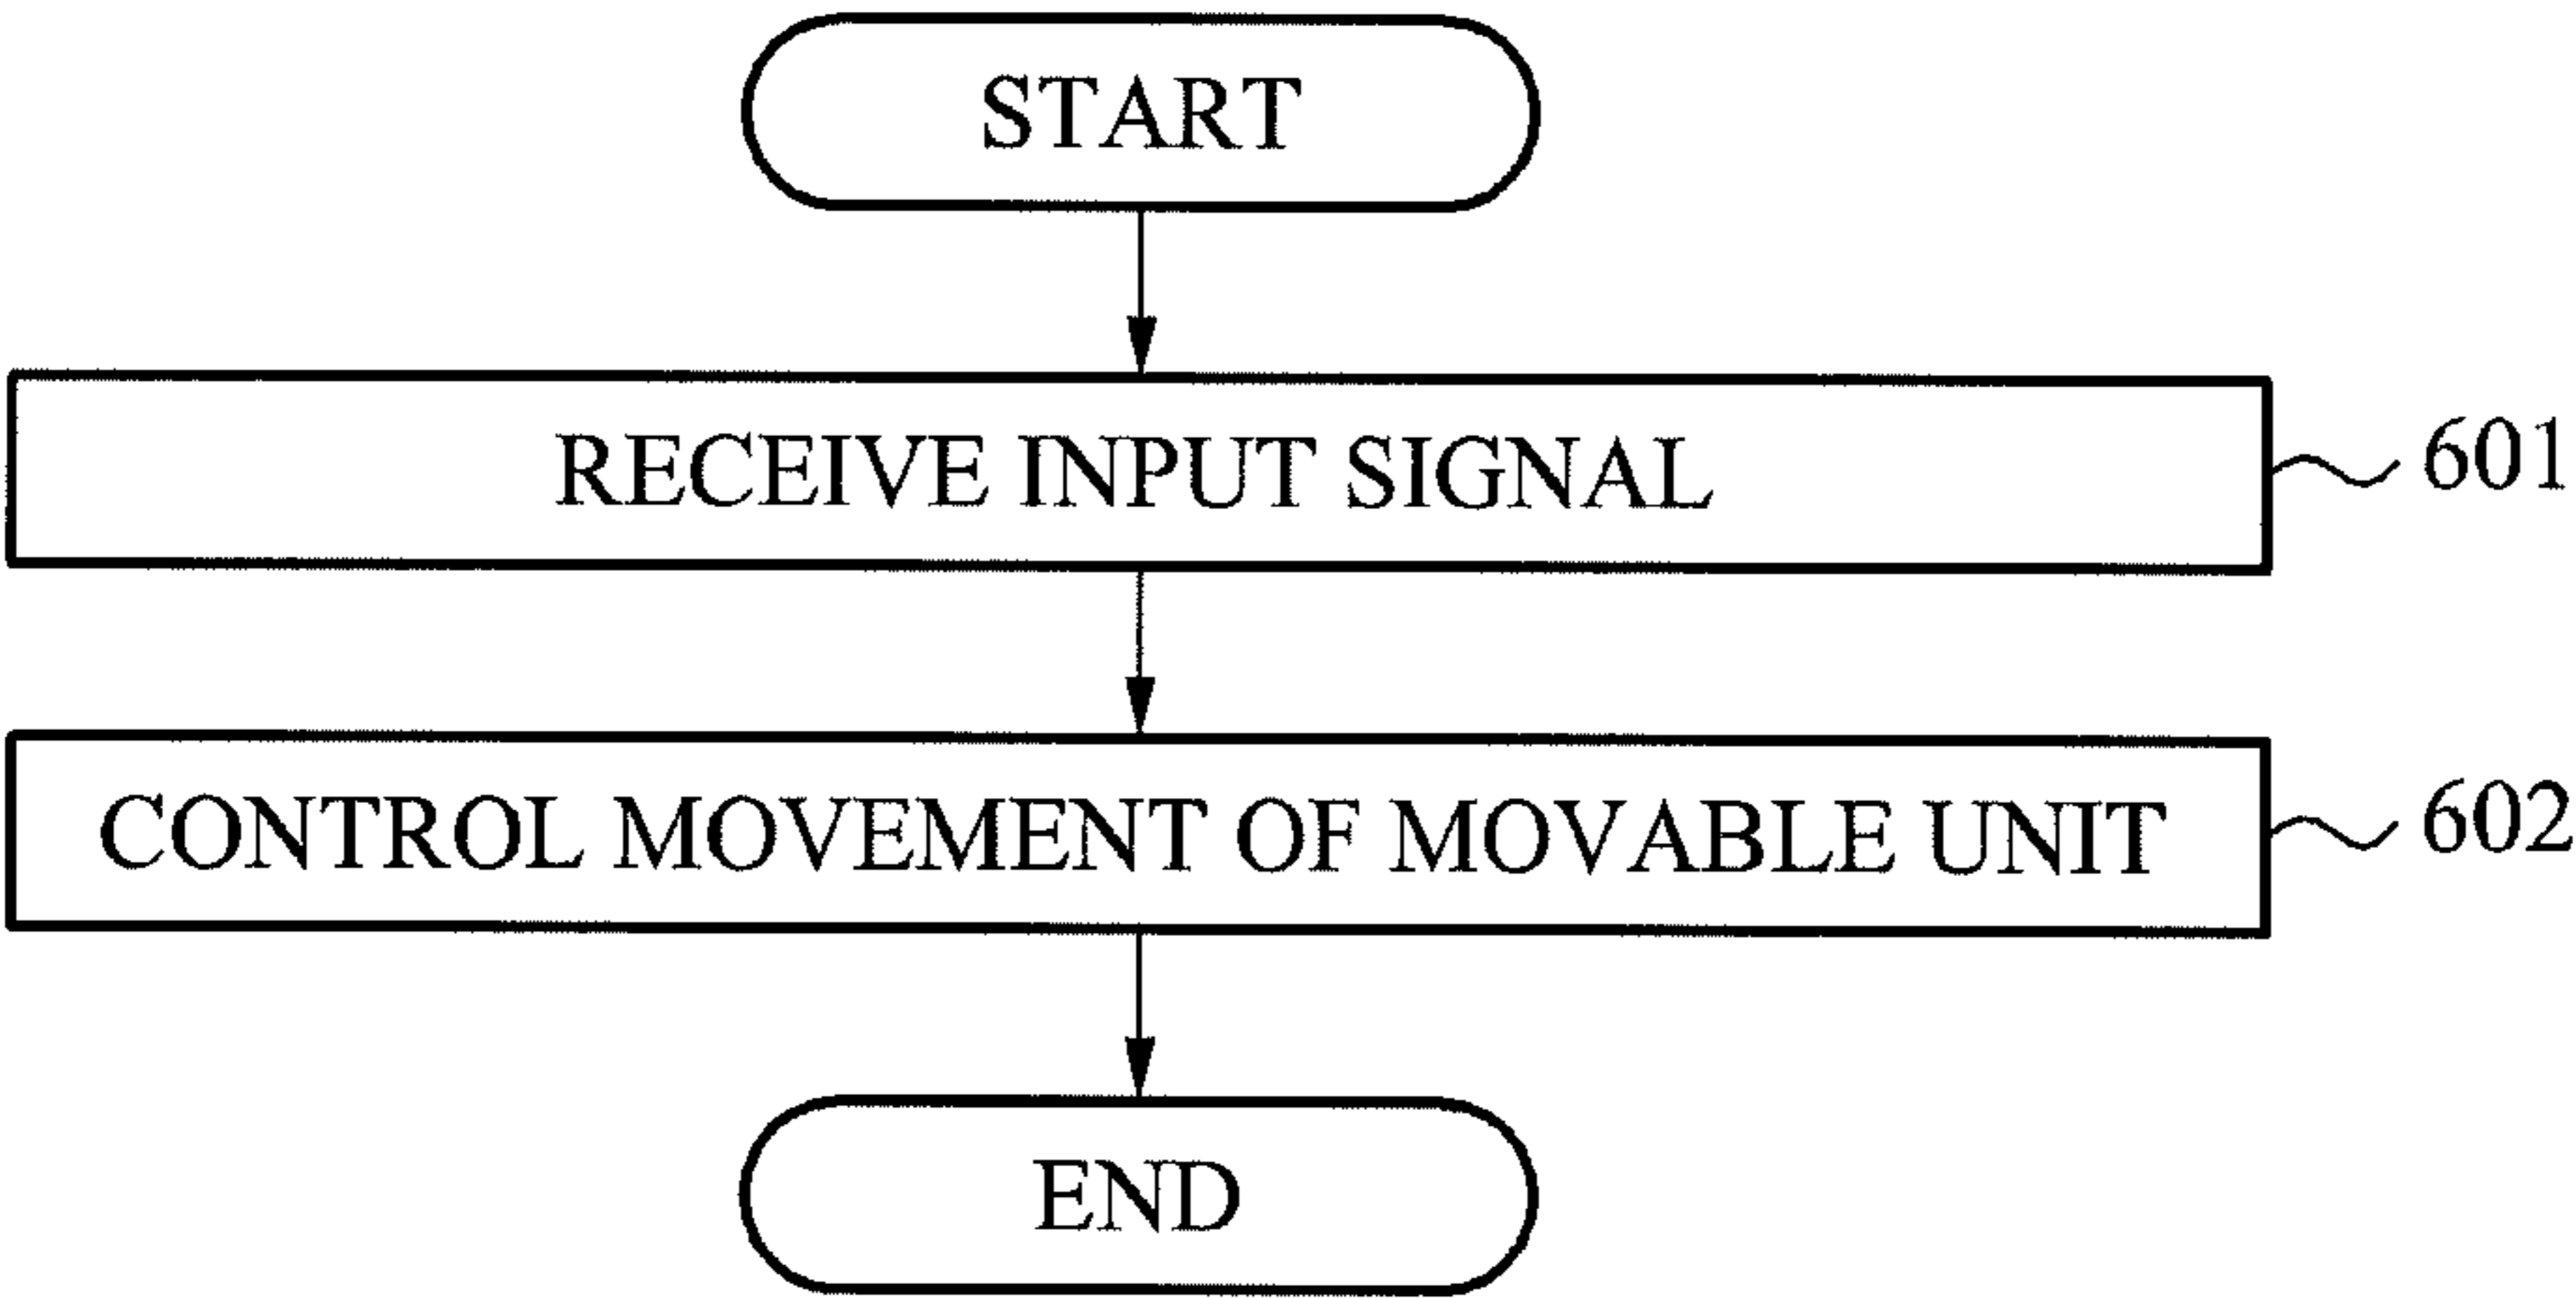 START
RECEIVE INPUT SIGNAL
601
CONTROL MOVEMENT OF MOVABLE UNIT
602
END